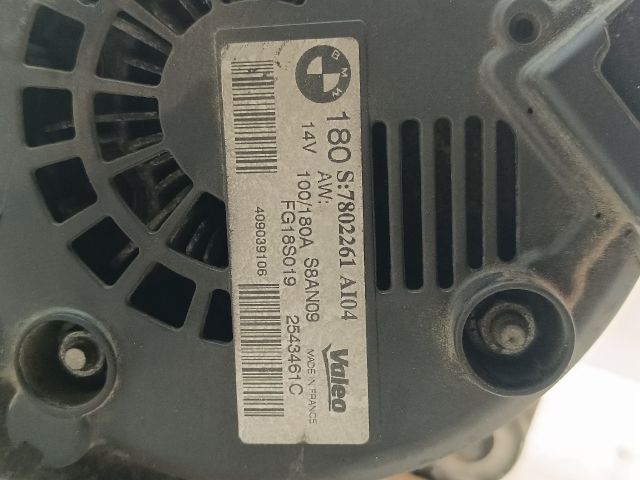 BMW
180 S:7802261 AI04
AW:
14V 100/180A S8AN09
FG18S019 2543461C
409039106
Valeo
MADE IN FRANCE